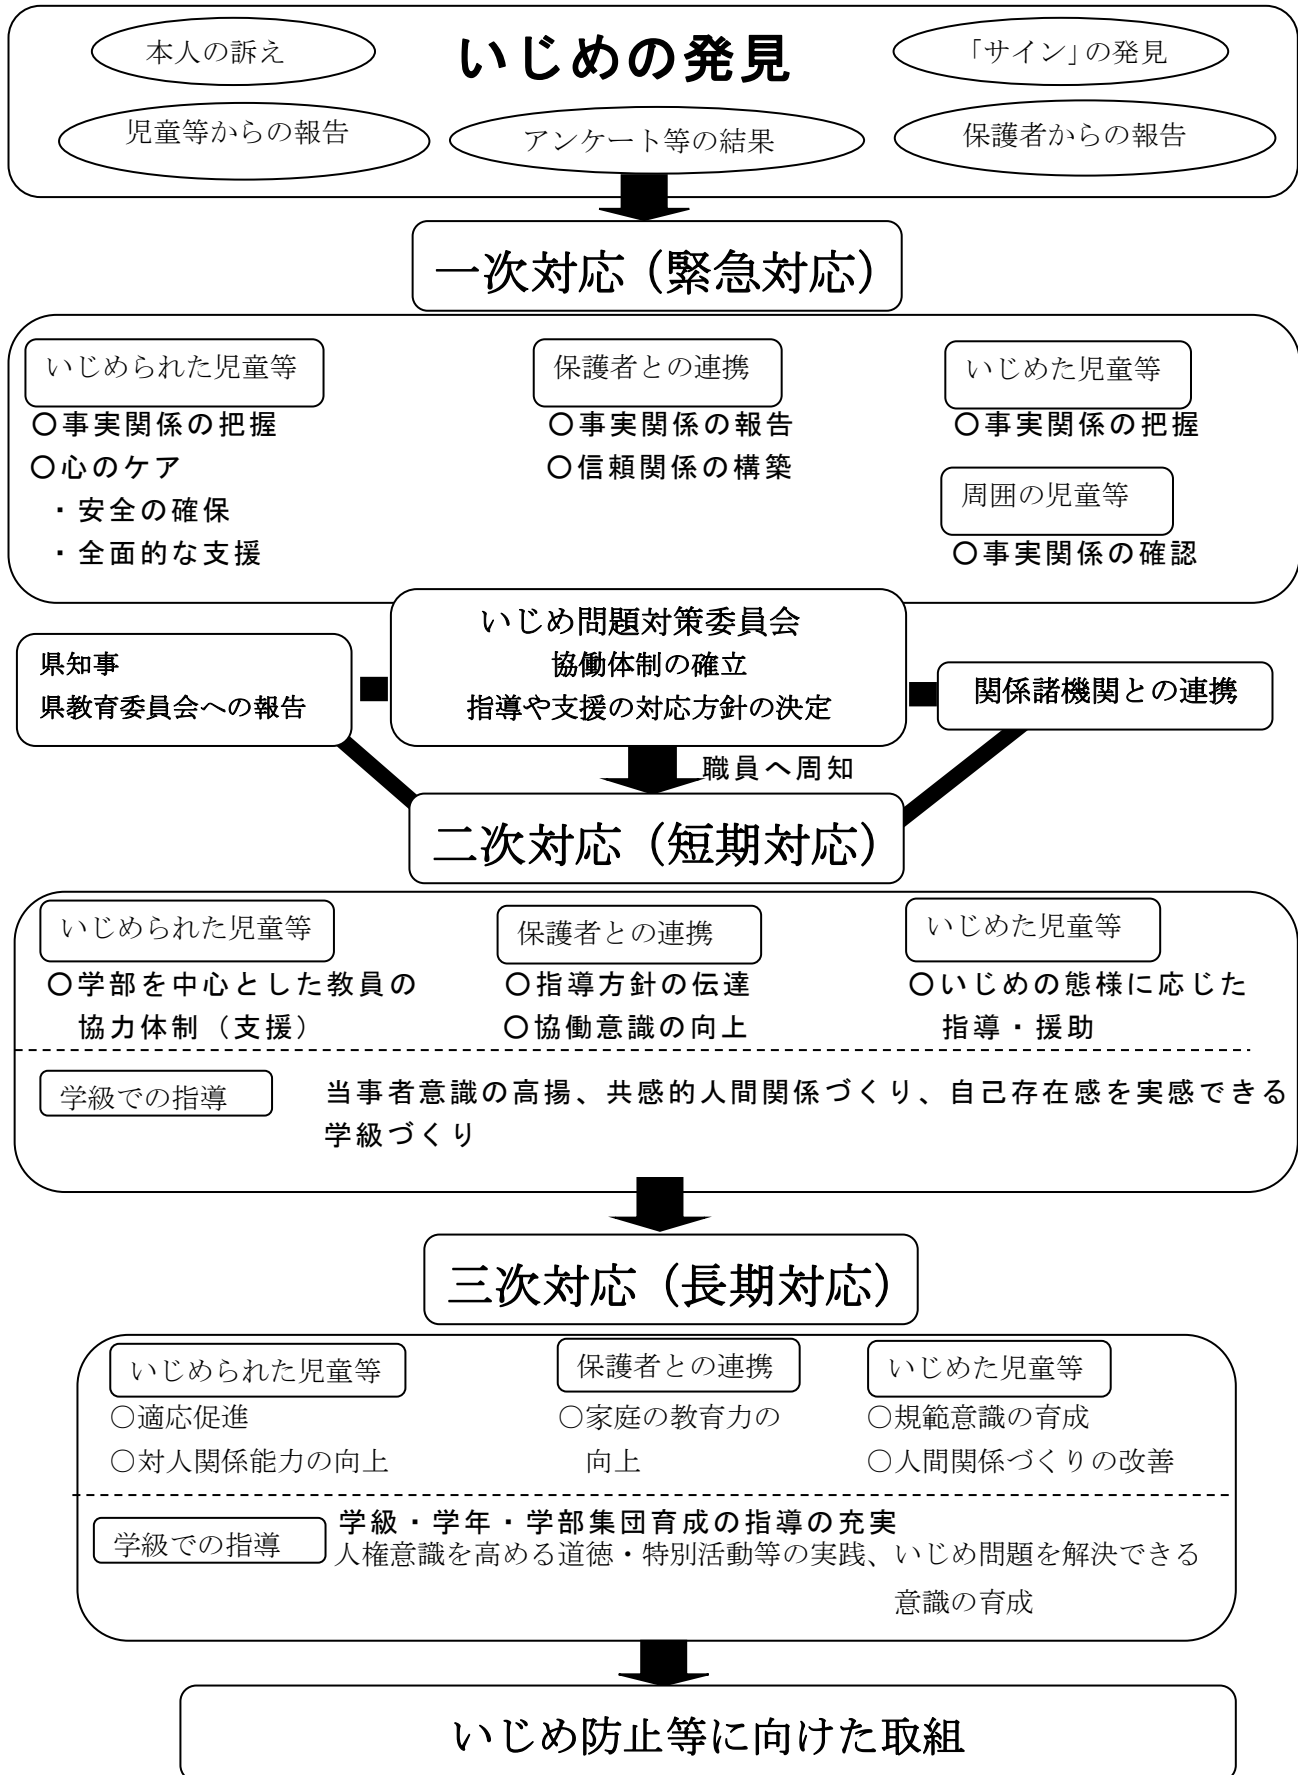 いじめの発見
本人の訴え
「サイン」の発見
児童等からの報告
アンケート等の結果
保護者からの報告
一次対応（緊急対応）
いじめられた児童等
〇事実関係の把握
〇心のケア
・安全の確保
・全面的な支援
保護者との連携
〇事実関係の報告
〇信頼関係の構築
いじめた児童等
〇事実関係の把握
周囲の児童等
〇事実関係の確認
いじめ問題対策委員会
協働体制の確立
指導や支援の対応方針の決定
県知事
県教育委員会への報告
関係諸機関との連携
職員へ周知
二次対応（短期対応）
いじめられた児童等
〇学部を中心とした教員の
協力体制（支援）
保護者との連携
〇指導方針の伝達
〇協働意識の向上
いじめた児童等
〇いじめの態様に応じた
指導・援助
学級での指導
当事者意識の高揚、共感的人間関係づくり、自己存在感を実感できる
学級づくり
三次対応（長期対応）
いじめられた児童等
〇適応促進
〇対人関係能力の向上
保護者との連携
〇家庭の教育力の
向上
いじめた児童等
〇規範意識の育成
〇人間関係づくりの改善
学級での指導
学級・学年・学部集団育成の指導の充実
人権意識を高める道徳・特別活動等の実践、いじめ問題を解決できる
意識の育成
いじめ防止等に向けた取組